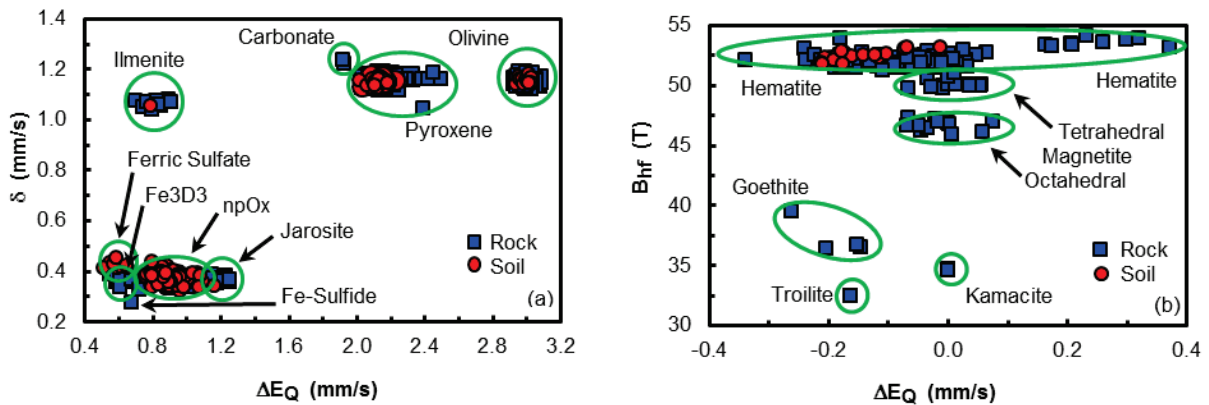 1.4
1.2
1.0
0.8
0.6
0.4
0.2
δ (mm/s)
0.4 0.8 1.2 1.6 2.0 2.4 2.8 3.2
ΔEQ (mm/s)
Carbonate
Olivine
Ilmenite
Pyroxene
Ferric Sulfate
Fe3D3
npOx
Jarosite
Rock
Soil
Fe-Sulfide
(a)
55
50
45
40
35
30
Bhf (T)
-0.4 -0.2 0.0 0.2 0.4
ΔEQ (mm/s)
Hematite
Hematite
Tetrahedral
Magnetite
Octahedral
Goethite
Rock
Soil
Troilite
Kamacite
(b)